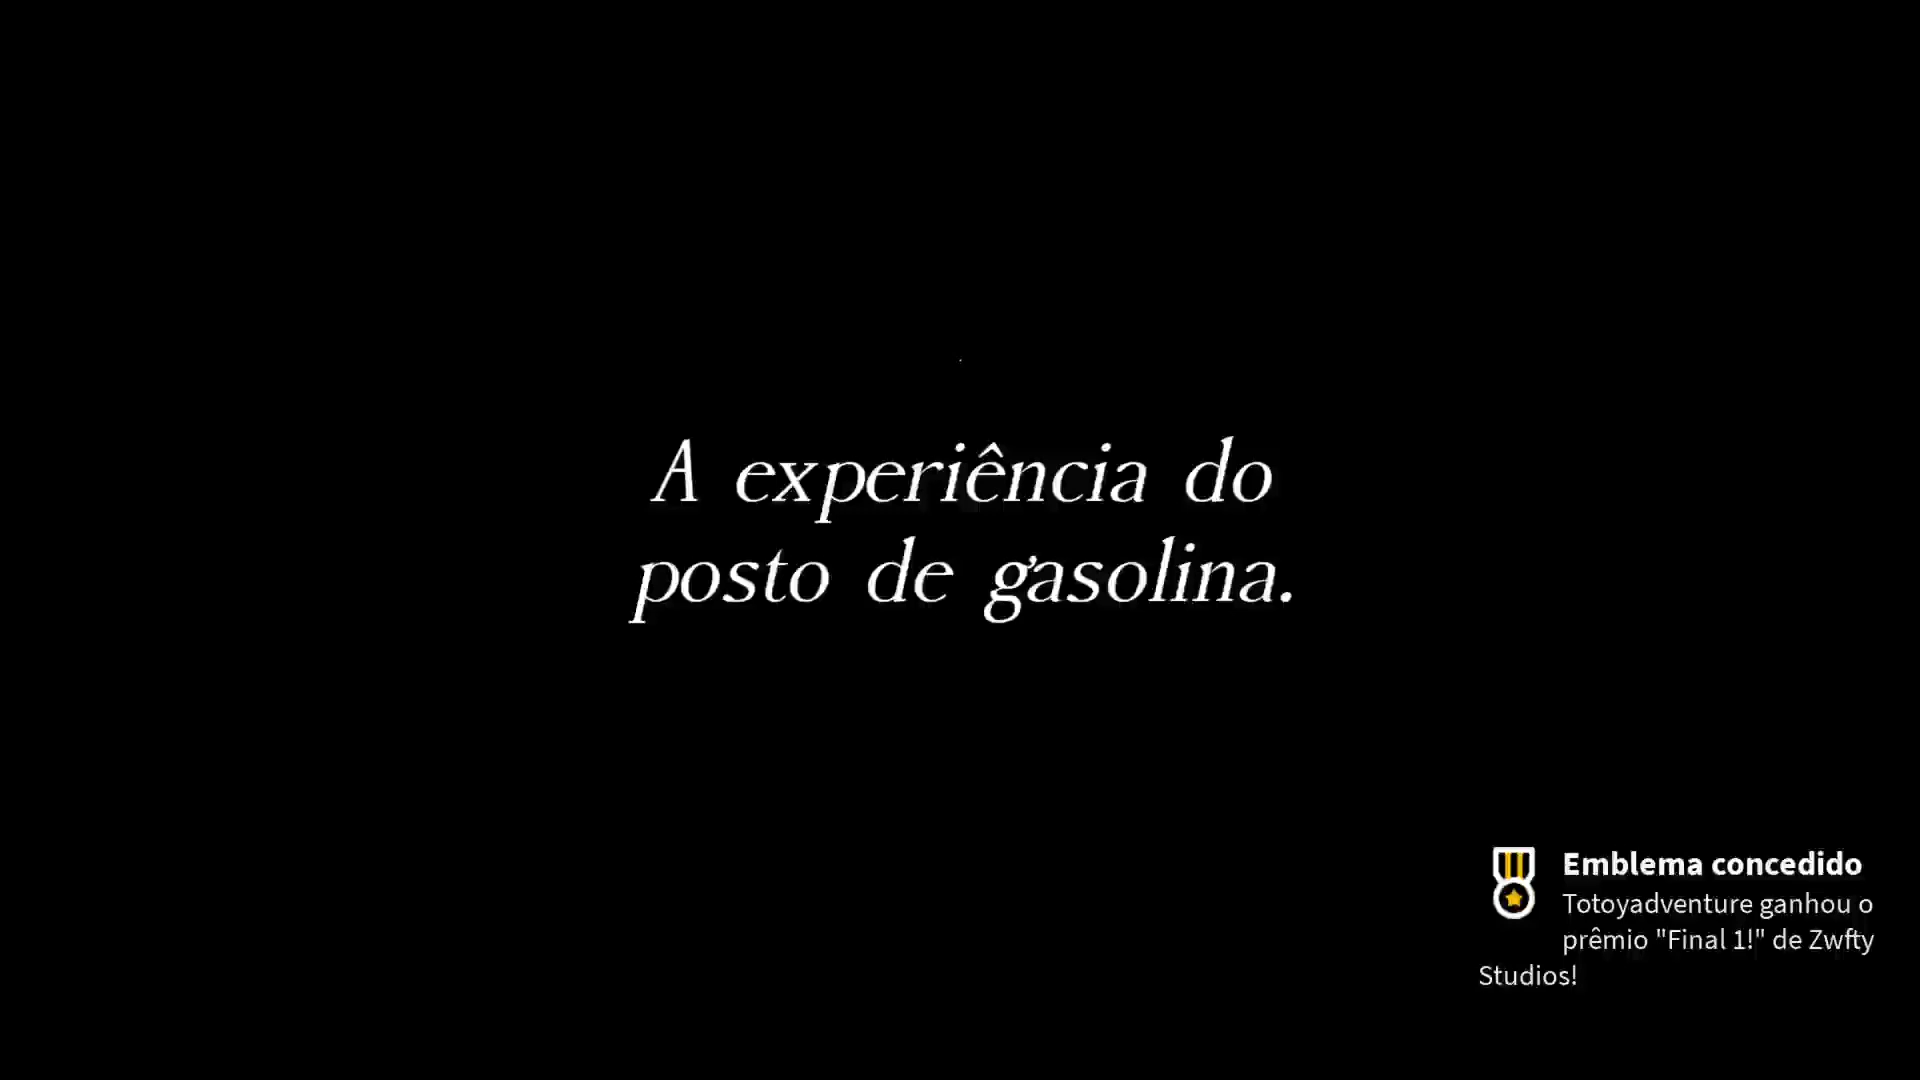 A experiência do
posto de gasolina.
Emblema concedido
Totoyadventure ganhou o
prêmio "Final 1!" de Zwfty
Studios!